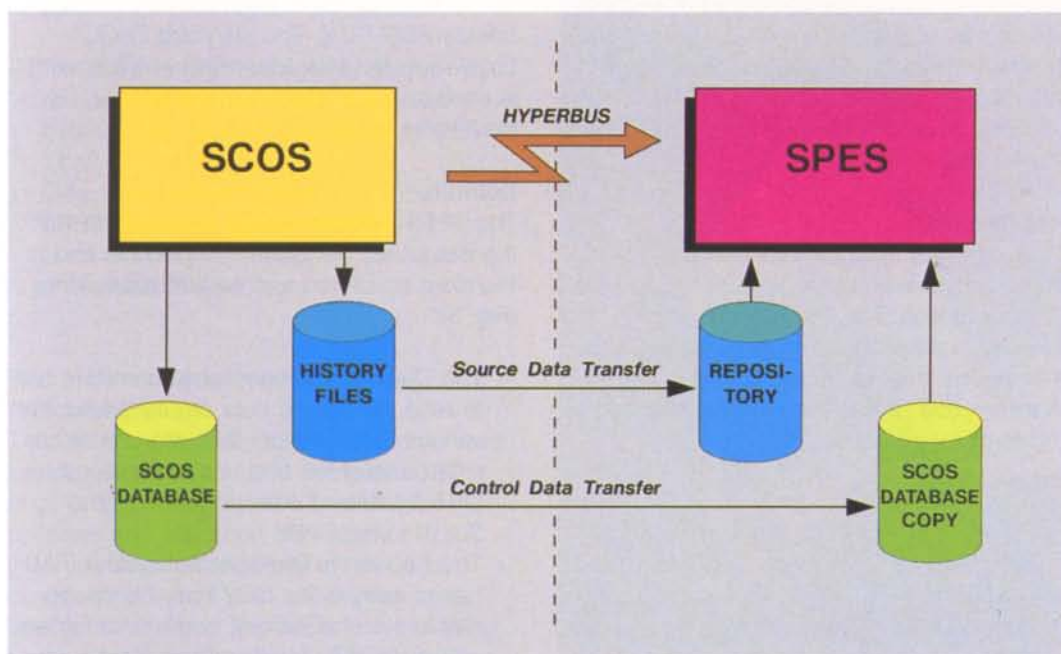 HYPERBUS
SCOS
SPES
HISTORY
FILES
Source Data Transfer
REPOSI-
TORY
SCOS
DATABASE
Control Data Transfer
SCOS
DATABASE
COPY